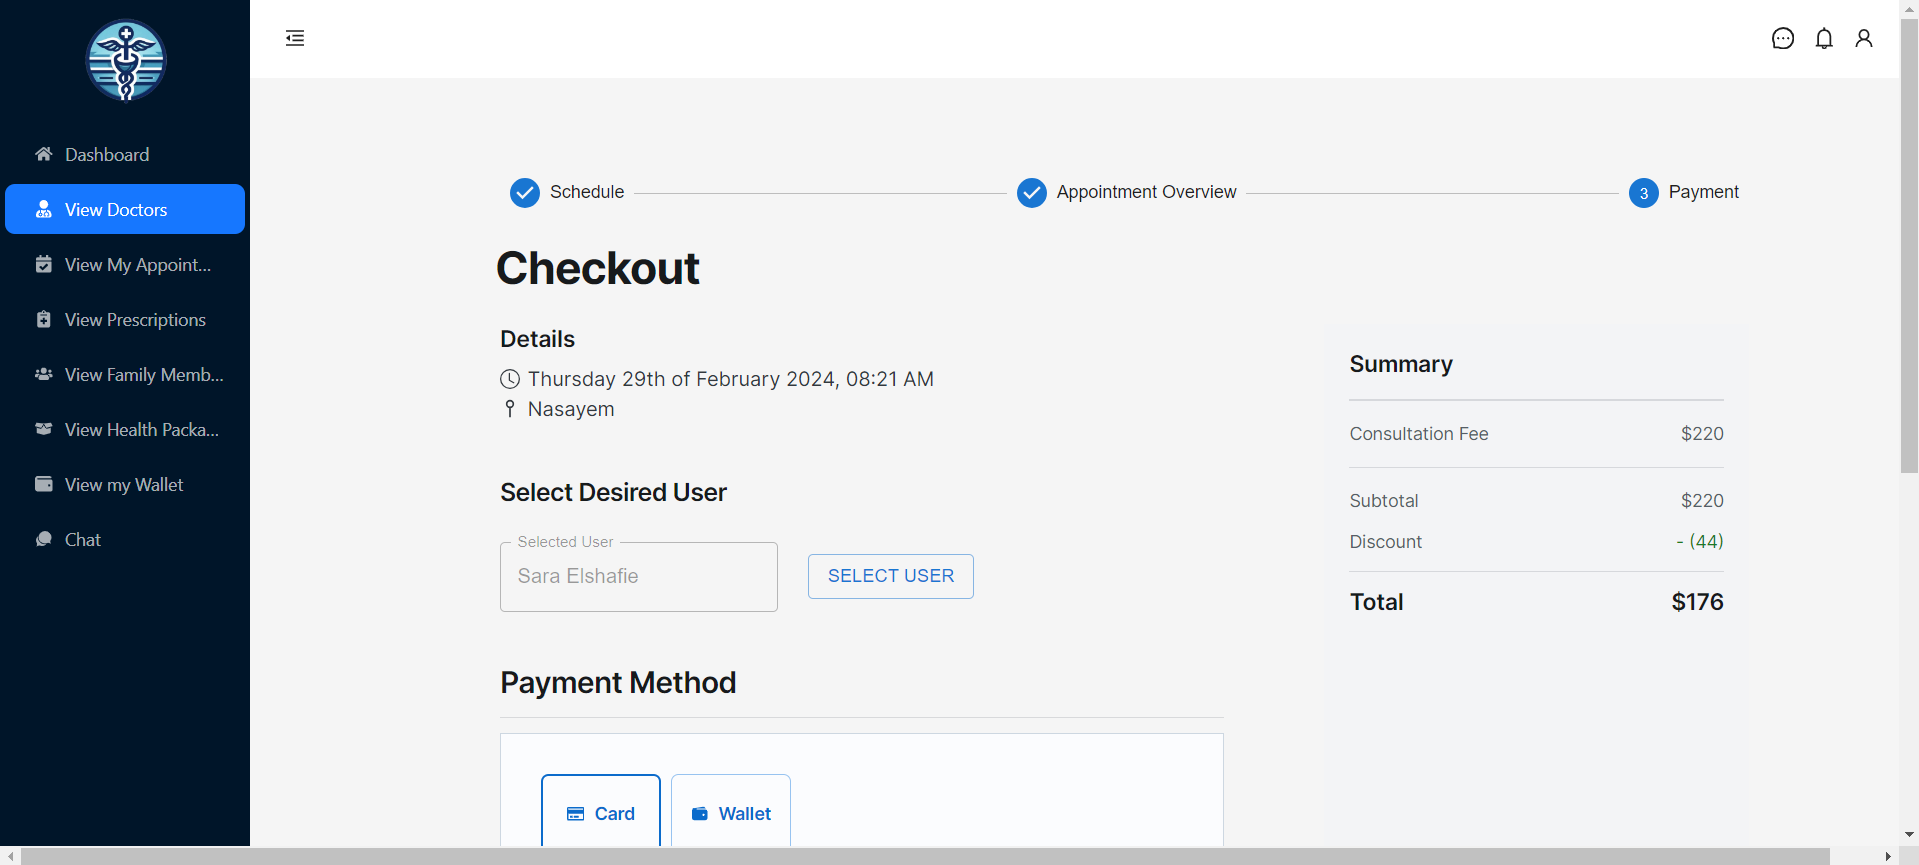 Dashboard
View Doctors
View My Appoint...
View Prescriptions
View Family Memb...
View Health Packa...
View my Wallet
Chat
Schedule
Appointment Overview
3 Payment
Checkout
Details
Thursday 29th of February 2024, 08:21 AM
Nasayem
Select Desired User
Selected User
Sara Elshafie
SELECT USER
Payment Method
Card
Wallet
Summary
Consultation Fee $220
Subtotal $220
Discount - (44)
Total $176